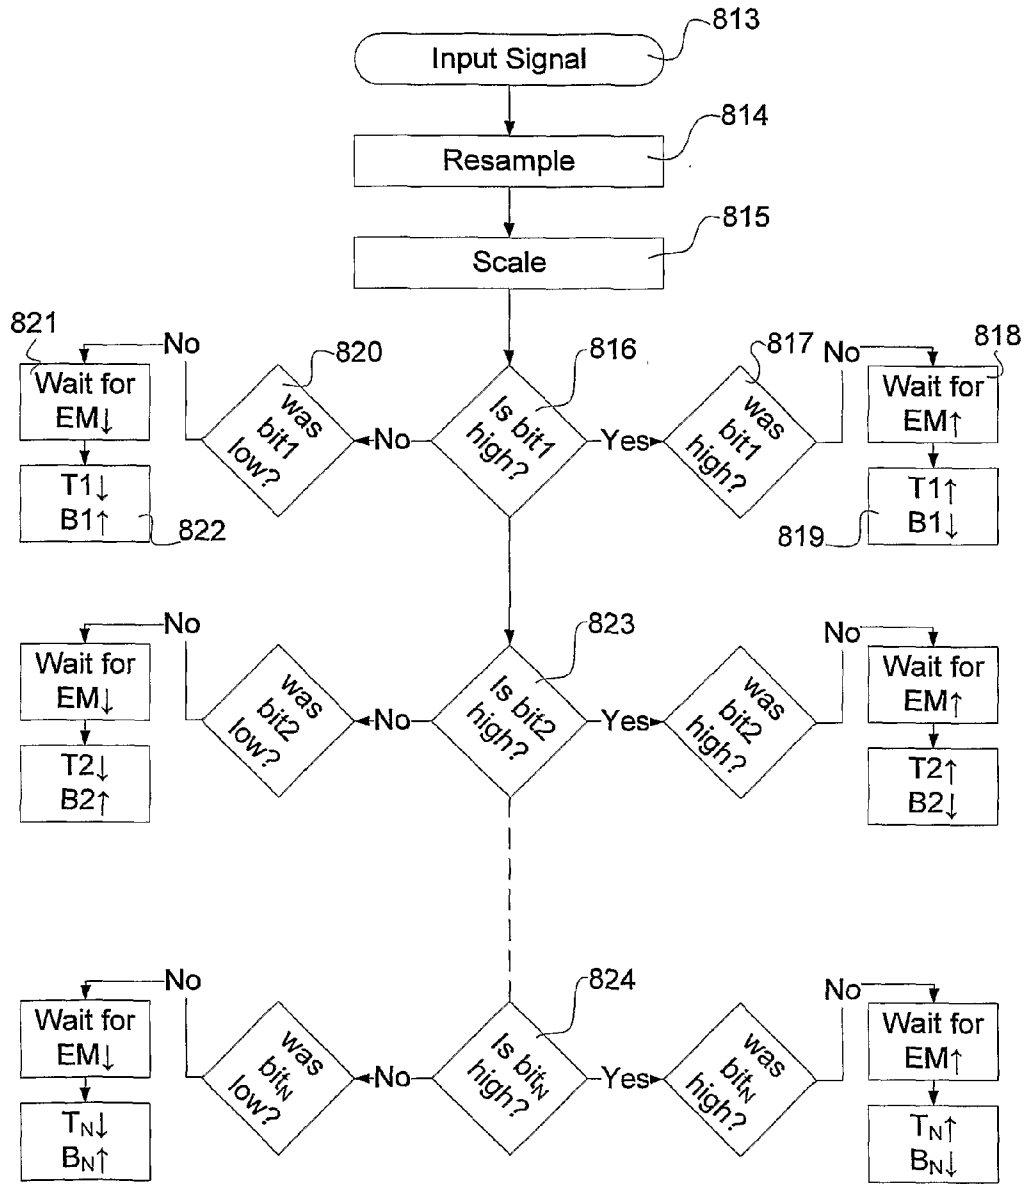 813
Input Signal
814
Resample
815
Scale
821
No
820
816
817
No
818
Wait for
EM↓
was
bit1
low?
No
Is bit1
high?
Yes
was
bit1
high?
Wait for
EM↑
T1↓
B1↑
822
819
T1↑
B1↓
No
823
No
Wait for
EM↓
was
bit2
low?
No
Is bit2
high?
Yes
was
bit2
high?
Wait for
EM↑
T2↓
B2↑
T2↑
B2↓
No
824
No
Wait for
EM↓
was
bitN
low?
No
Is bitN
high?
Yes
was
bitN
high?
Wait for
EM↑
TN↓
BN↑
TN↑
BN↓